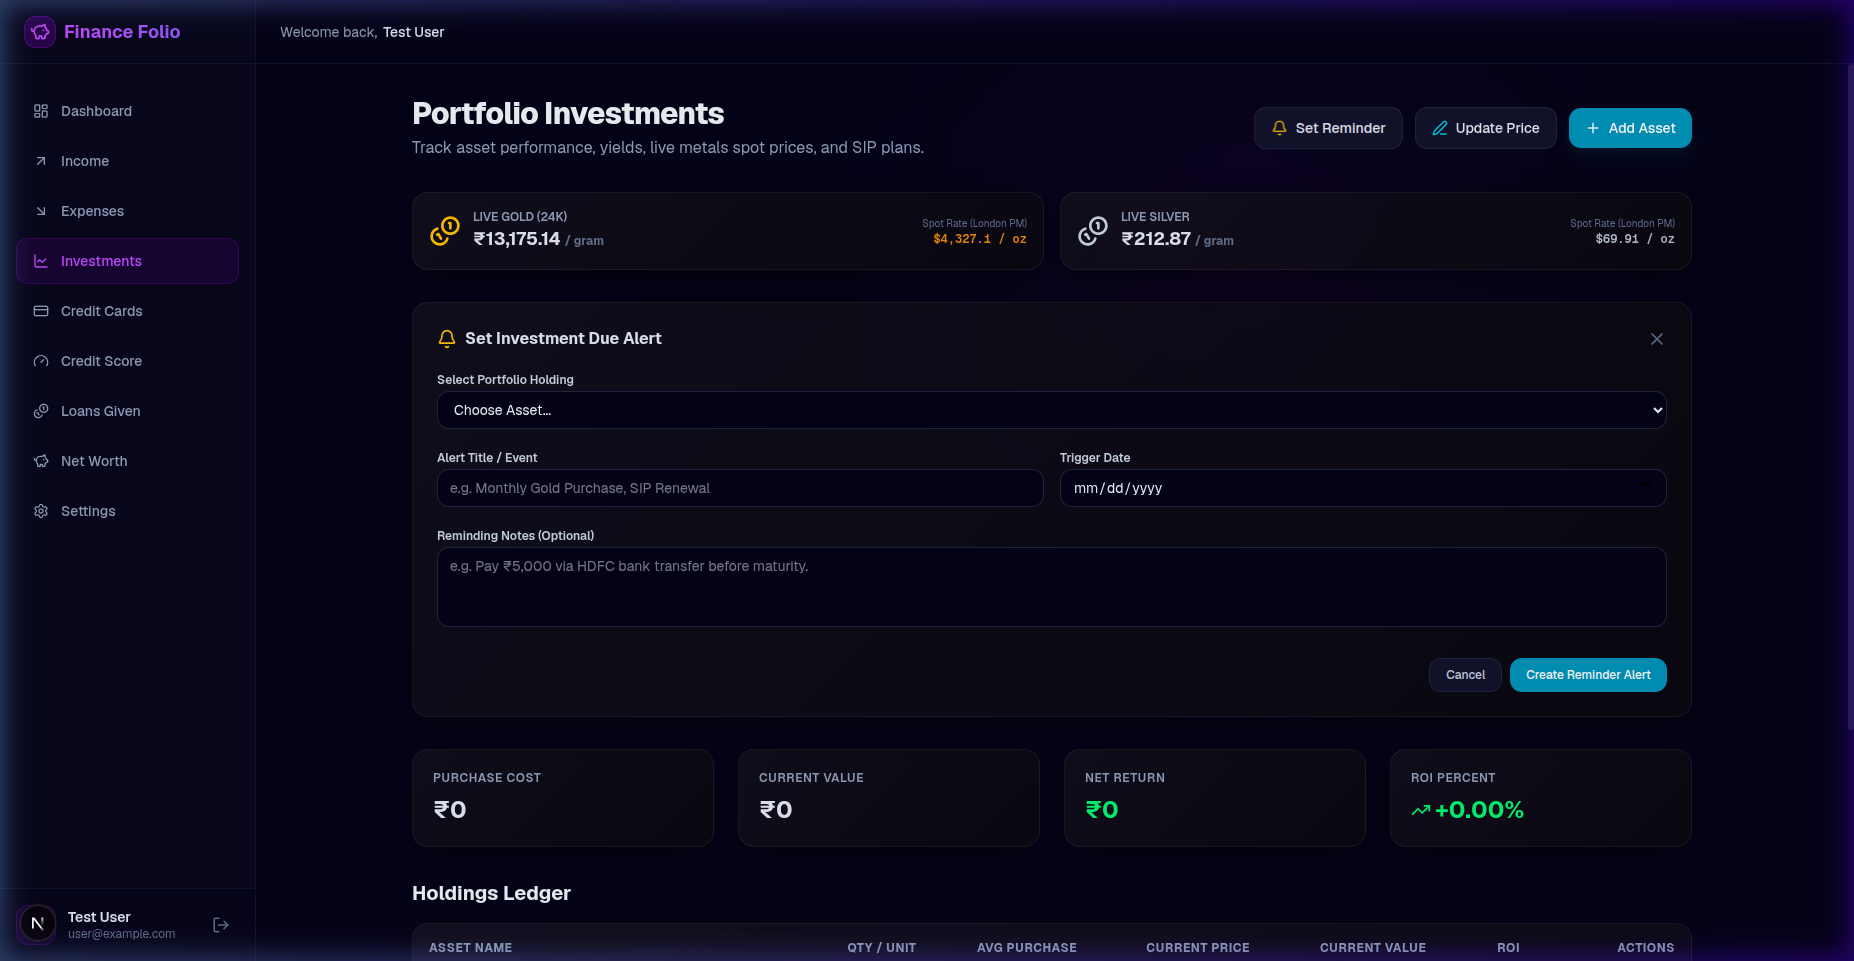 Finance Folio
Welcome back, Test User
Dashboard
Income
Expenses
Investments
Credit Cards
Credit Score
Loans Given
Net Worth
Settings
Test User
user@example.com
N
Portfolio Investments
Track asset performance, yields, live metals spot prices, and SIP plans.
Set Reminder
Update Price
Add Asset
LIVE GOLD (24K)
₹13,175.14 / gram
Spot Rate (London PM)
$4,327.1 / oz
LIVE SILVER
₹212.87 / gram
Spot Rate (London PM)
$69.91 / oz
Set Investment Due Alert
Select Portfolio Holding
Choose Asset...
Alert Title / Event
e.g. Monthly Gold Purchase, SIP Renewal
Trigger Date
mm/dd/yyyy
Reminding Notes (Optional)
e.g. Pay ₹5,000 via HDFC bank transfer before maturity.
Cancel
Create Reminder Alert
PURCHASE COST
₹0
CURRENT VALUE
₹0
NET RETURN
₹0
ROI PERCENT
+0.00%
Holdings Ledger
ASSET NAME QTY / UNIT AVG PURCHASE CURRENT PRICE CURRENT VALUE ROI ACTIONS